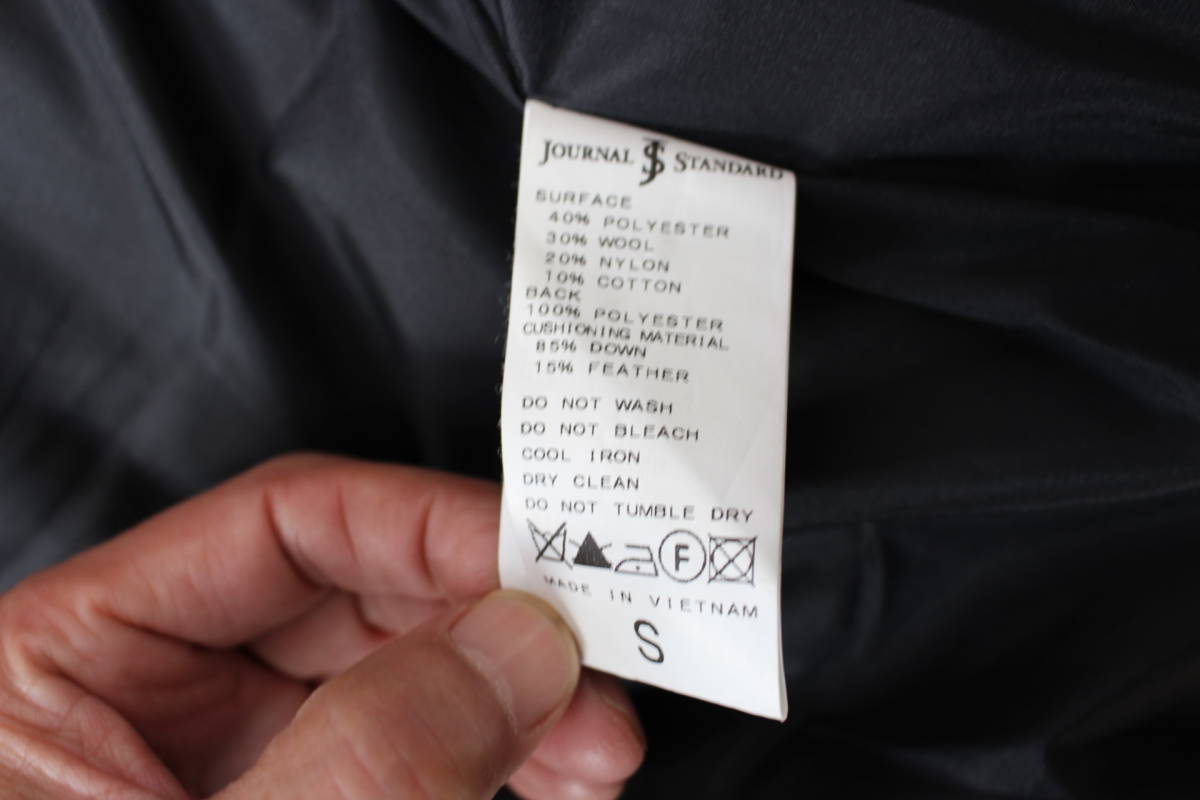 JOURNAL JS STANDARD
SURFACE
40% POLYESTER
30% WOOL
20% NYLON
10% COTTON
BACK
100% POLYESTER
CUSHIONING MATERIAL
85% DOWN
15% FEATHER
DO NOT WASH
DO NOT BLEACH
COOL IRON
DRY CLEAN
DO NOT TUMBLE DRY
F
MADE IN VIETNAM
S